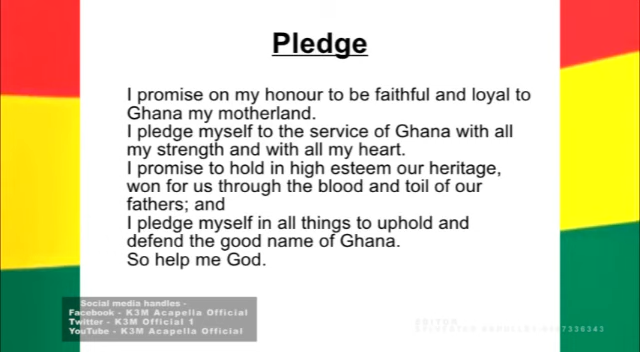 Pledge
I promise on my honour to be faithful and loyal to
Ghana my motherland.
I pledge myself to the service of Ghana with all
my strength and with all my heart.
I promise to hold in high esteem our heritage,
won for us through the blood and toil of our
fathers; and
I pledge myself in all things to uphold and
defend the good name of Ghana.
So help me God.
Social media handles -
Facebook - K3M Acapella Official
Twitter - K3M Official 1
YouTube - K3M Acapella Official
EDITOR